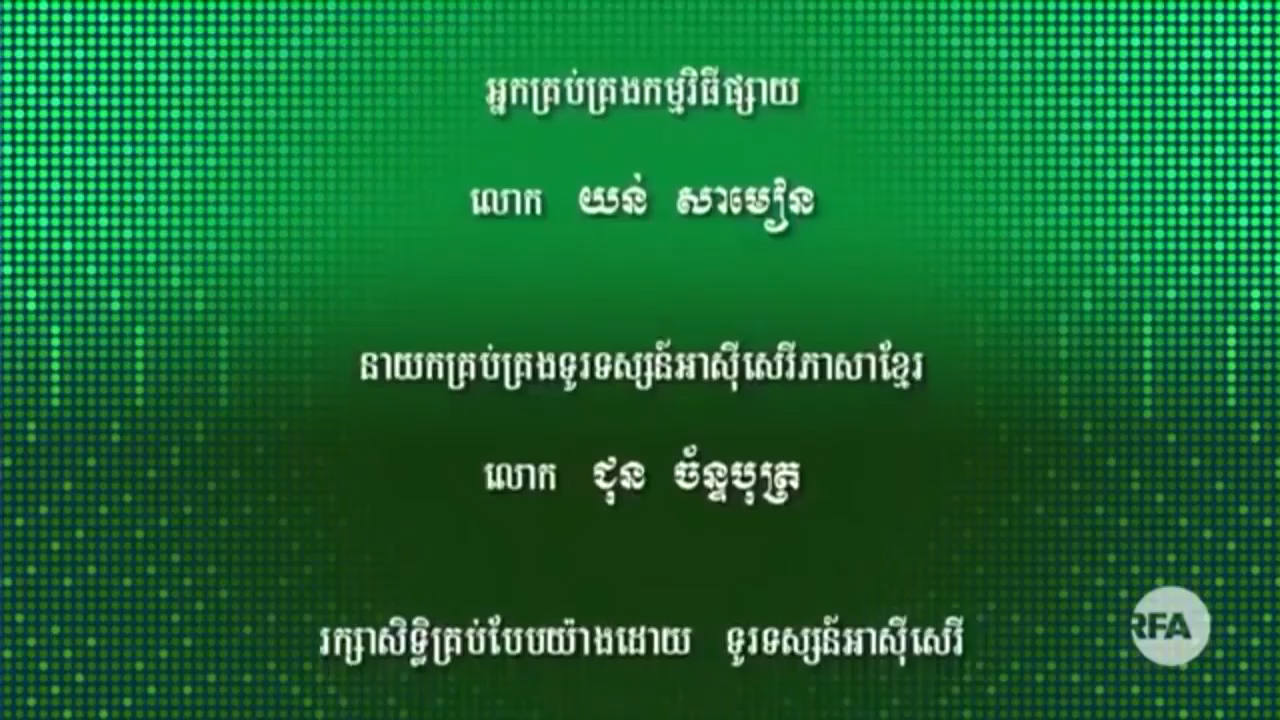 អ្នកគ្រប់គ្រងកម្មវិធីផ្សាយ
លោក យន់ សាមៀន
នាយកគ្រប់គ្រងទូរទស្សន៍អាស៊ីសេរីភាសាខ្មែរ
លោក ជុន ច័ន្ទបុត្រ
រក្សាសិទ្ធិគ្រប់បែបយ៉ាងដោយ ទូរទស្សន៍អាស៊ីសេរី
RFA